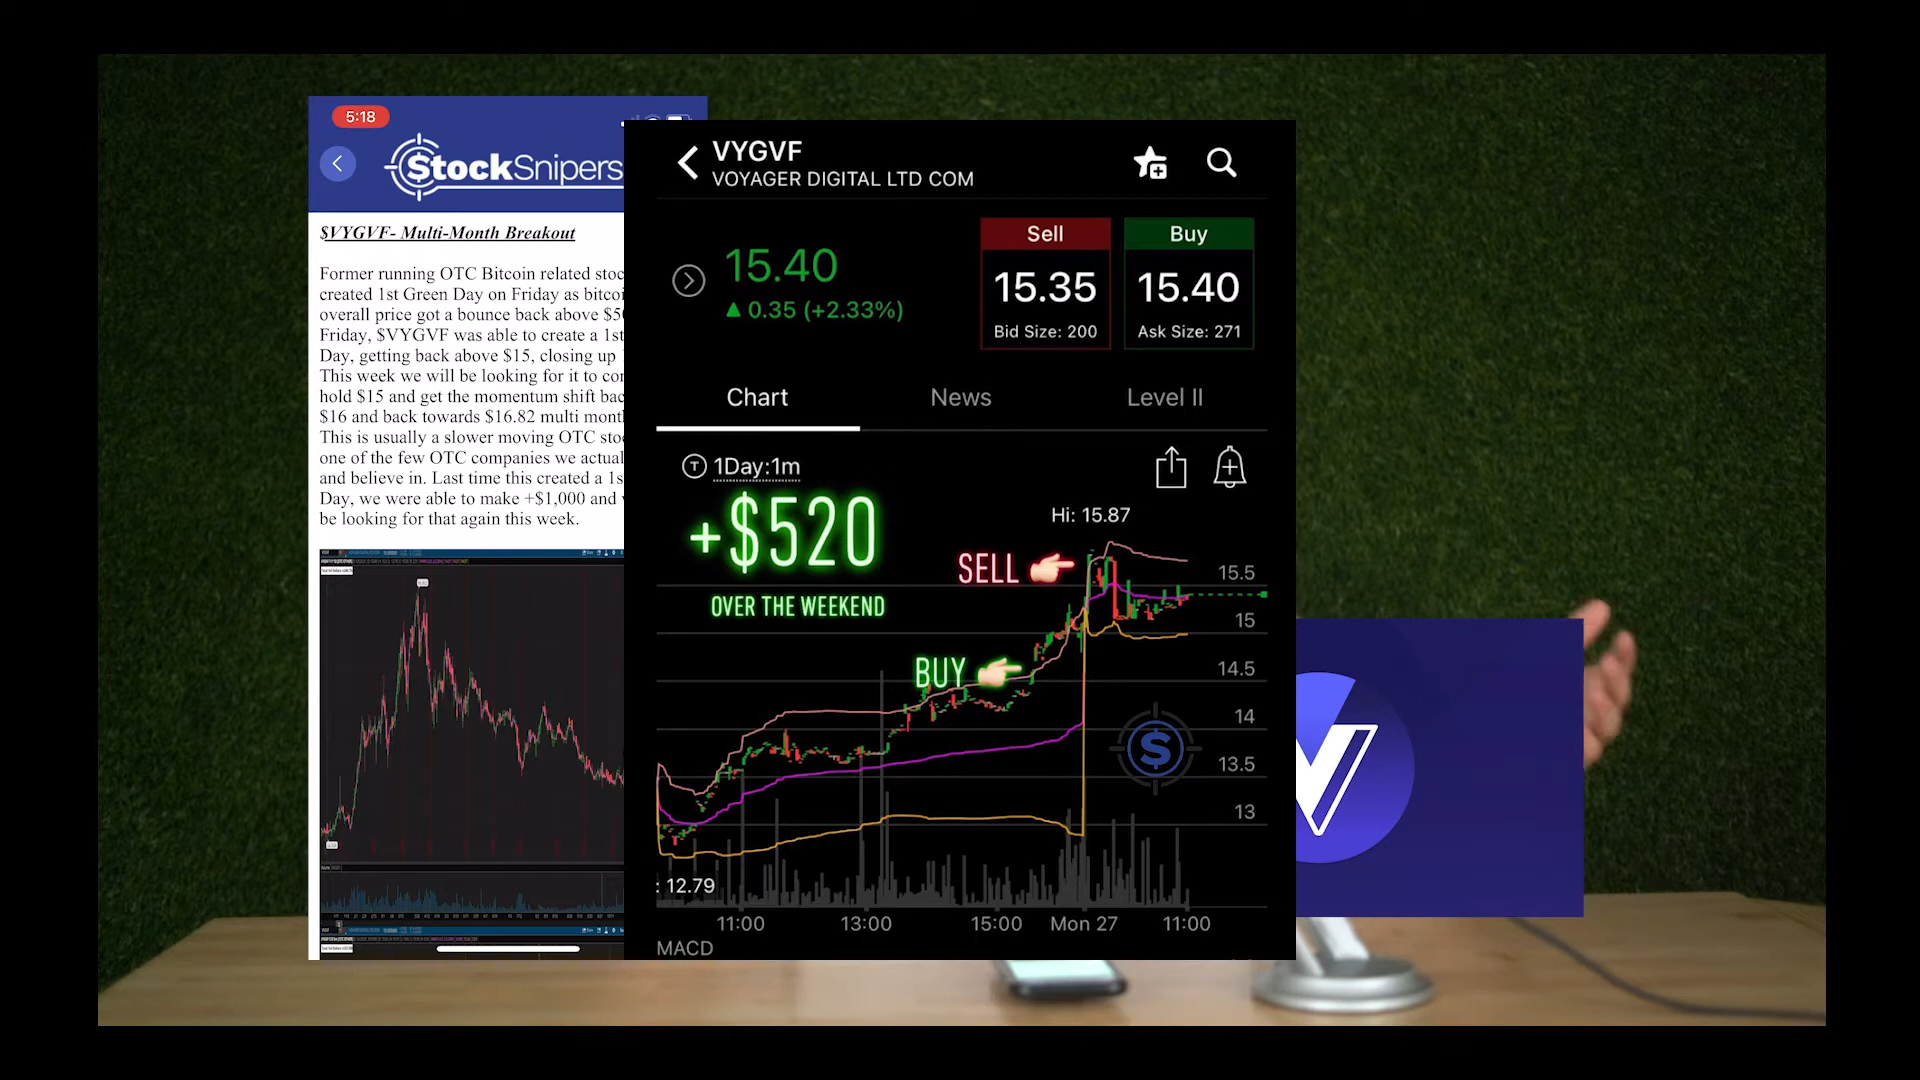 5:18
StockSnipers
$VYGVF- Multi-Month Breakout
Former running OTC Bitcoin related stoc
created 1st Green Day on Friday as bitcoi
overall price got a bounce back above $5
Friday, $VYGVF was able to create a 1st
Day, getting back above $15, closing up
This week we will be looking for it to con
hold $15 and get the momentum shift bac
$16 and back towards $16.82 multi mont
This is usually a slower moving OTC sto
one of the few OTC companies we actual
and believe in. Last time this created a 1s
Day, we were able to make +$1,000 and
be looking for that again this week.
VYGVF
VOYAGER DIGITAL LTD COM
15.40
0.35 (+2.33%)
Sell
15.35
Bid Size: 200
Buy
15.40
Ask Size: 271
Chart
News
Level II
T
1Day:1m
+$520
OVER THE WEEKEND
Hi: 15.87
SELL
BUY
15.5
15
14.5
14
13.5
13
: 12.79
11:00
13:00
15:00
Mon 27
11:00
MACD